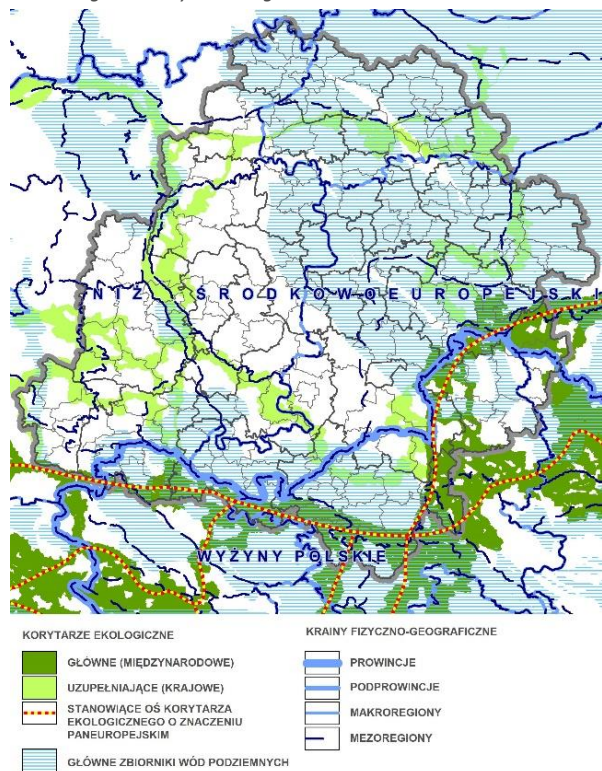 NIŻ ŚRODKOWOEUROPEJSKI
WYŻYNY POLSKIE
KORYTARZE EKOLOGICZNE
GŁÓWNE (MIĘDZYNARODOWE)
UZUPEŁNIAJĄCE (KRAJOWE)
STANOWIĄCE OŚ KORYTARZA
EKOLOGICZNEGO O ZNACZENIU
PANEUROPEJSKIM
GŁÓWNE ZBIORNIKI WÓD PODZIEMNYCH
KRAINY FIZYCZNO-GEOGRAFICZNE
PROWINCJE
PODPROWINCJE
MAKROREGIONY
MEZOREGIONY